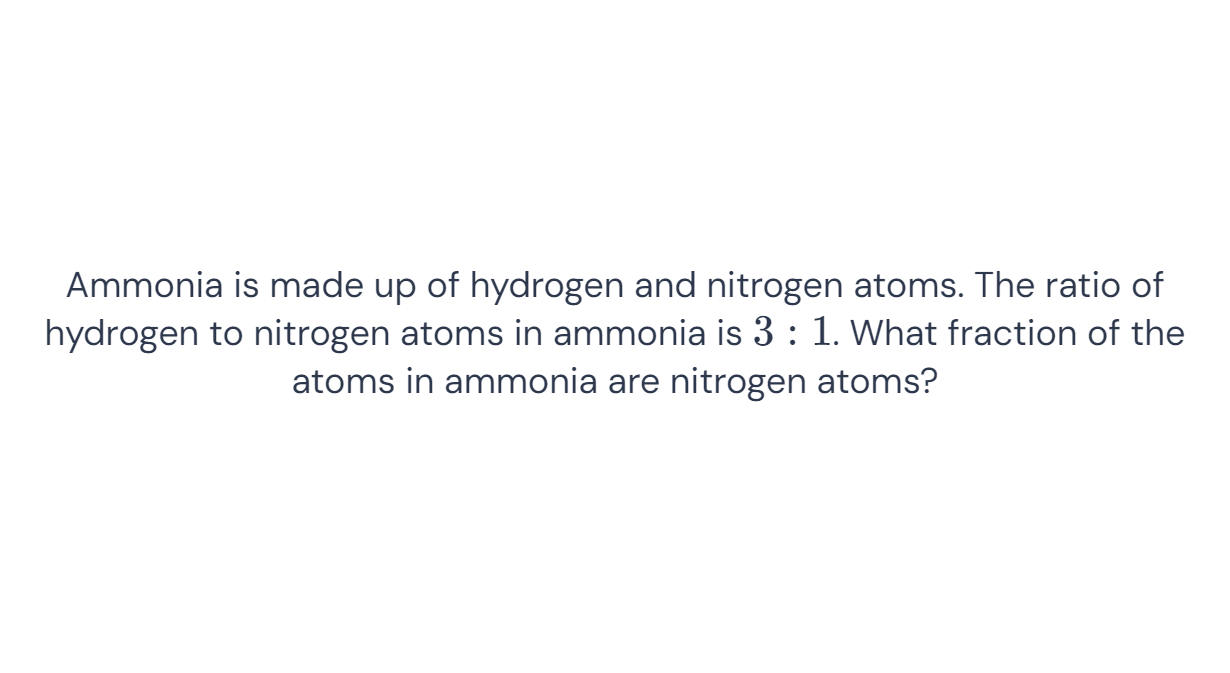 Ammonia is made up of hydrogen and nitrogen atoms. The ratio of
hydrogen to nitrogen atoms in ammonia is 3 : 1. What fraction of the
atoms in ammonia are nitrogen atoms?